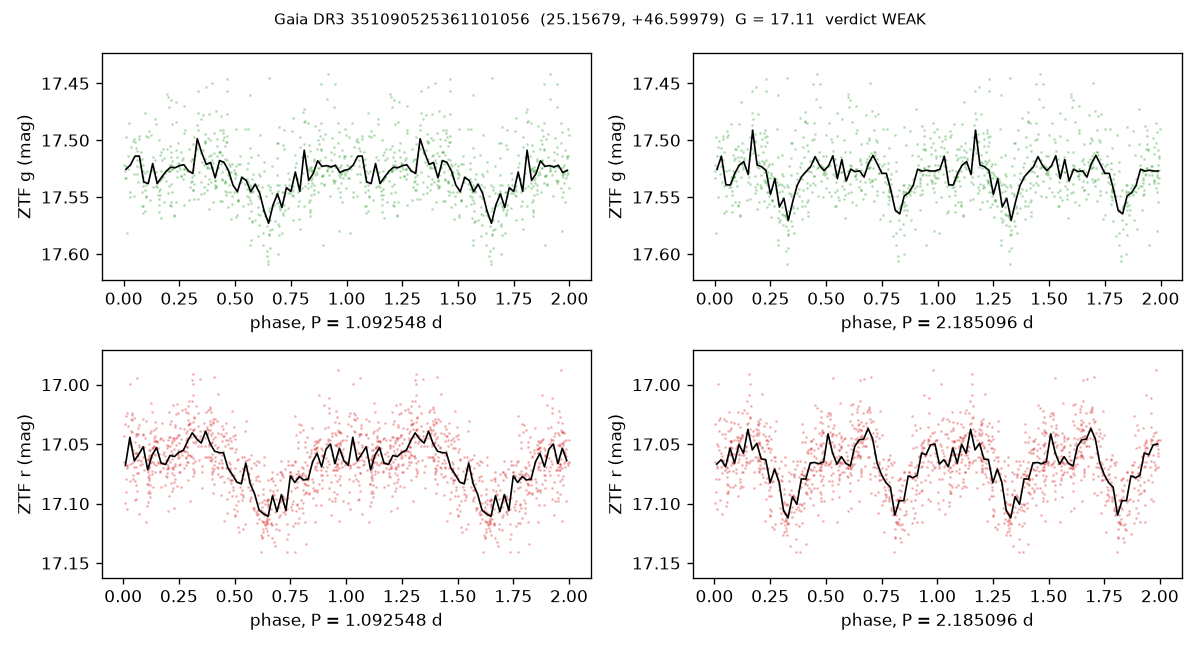 Gaia DR3 351090525361101056 (25.15679, +46.59979) G = 17.11 verdict WEAK
ZTF g (mag)
17.45
17.50
17.55
17.60
0.00 0.25 0.50 0.75 1.00 1.25 1.50 1.75 2.00
phase, P = 1.092548 d
ZTF g (mag)
17.45
17.50
17.55
17.60
0.00 0.25 0.50 0.75 1.00 1.25 1.50 1.75 2.00
phase, P = 2.185096 d
ZTF r (mag)
17.00
17.05
17.10
17.15
0.00 0.25 0.50 0.75 1.00 1.25 1.50 1.75 2.00
phase, P = 1.092548 d
ZTF r (mag)
17.00
17.05
17.10
17.15
0.00 0.25 0.50 0.75 1.00 1.25 1.50 1.75 2.00
phase, P = 2.185096 d